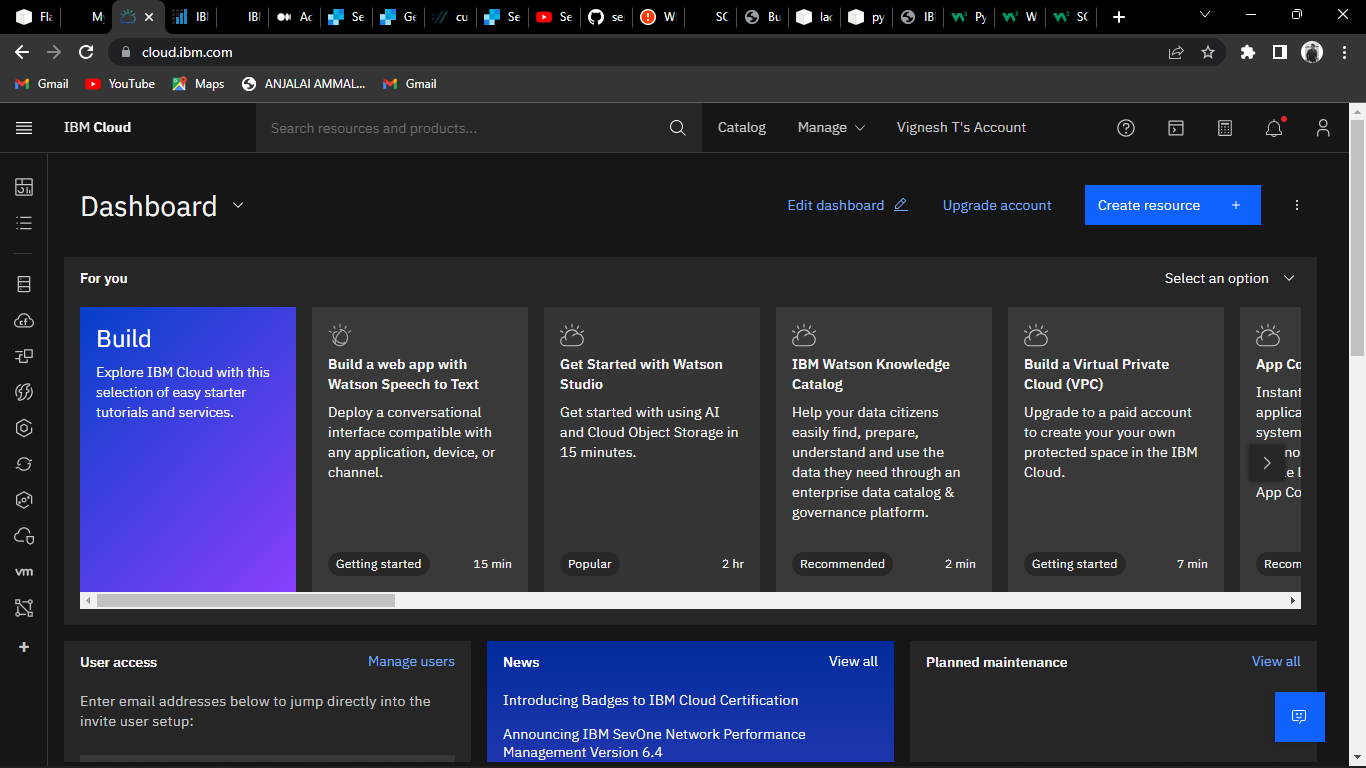 Fla
My
IBI
IBI
Ac
Se
Ge
cu
Se
Se
se
W
SC
Bu
lac
py
IBI
Py
W
SC
cloud.ibm.com
Gmail
YouTube
Maps
ANJALAI AMMAL...
Gmail
IBM Cloud
Search resources and products...
Catalog
Manage
Vignesh T's Account
Dashboard
Edit dashboard
Upgrade account
Create resource +
For you
Select an option
Build
Explore IBM Cloud with this
selection of easy starter
tutorials and services.
Build a web app with
Watson Speech to Text
Deploy a conversational
interface compatible with
any application, device, or
channel.
Getting started
15 min
Get Started with Watson
Studio
Get started with using AI
and Cloud Object Storage in
15 minutes.
Popular
2 hr
IBM Watson Knowledge
Catalog
Help your data citizens
easily find, prepare,
understand and use the
data they need through an
enterprise data catalog &
governance platform.
Recommended
2 min
Build a Virtual Private
Cloud (VPC)
Upgrade to a paid account
to create your your own
protected space in the IBM
Cloud.
Getting started
7 min
App Co
Instant
applica
system
App Co
Recom
vm
User access
Manage users
Enter email addresses below to jump directly into the
invite user setup:
News
View all
Introducing Badges to IBM Cloud Certification
Announcing IBM SevOne Network Performance
Management Version 6.4
Planned maintenance
View all